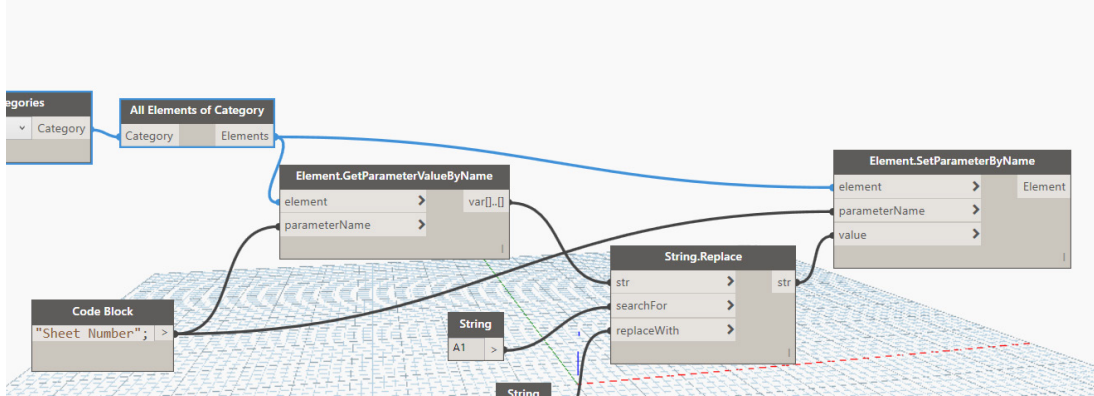 egories
Category
All Elements of Category
Category Elements
Element.GetParameterValueByName
element > var[]..[]
parameterName >
Element.SetParameterByName
element > Element
parameterName >
value >
String.Replace
str > str
searchFor >
replaceWith >
Code Block
"Sheet Number"; >
String
A1 >
String